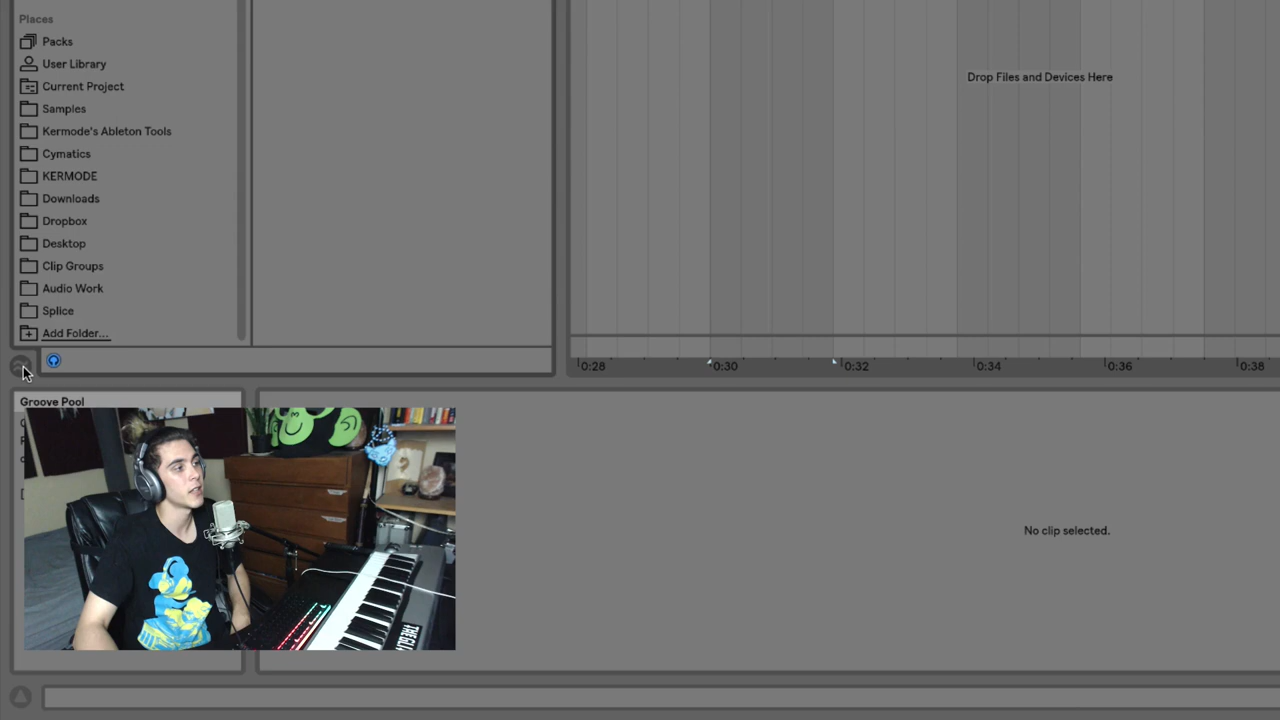 Places
Packs
User Library
Current Project
Samples
Kermode's Ableton Tools
Cymatics
KERMODE
Downloads
Dropbox
Desktop
Clip Groups
Audio Work
Splice
Add Folder...
Drop Files and Devices Here
0:28
0:30
0:32
0:34
0:36
0:38
Groove Pool
No clip selected.